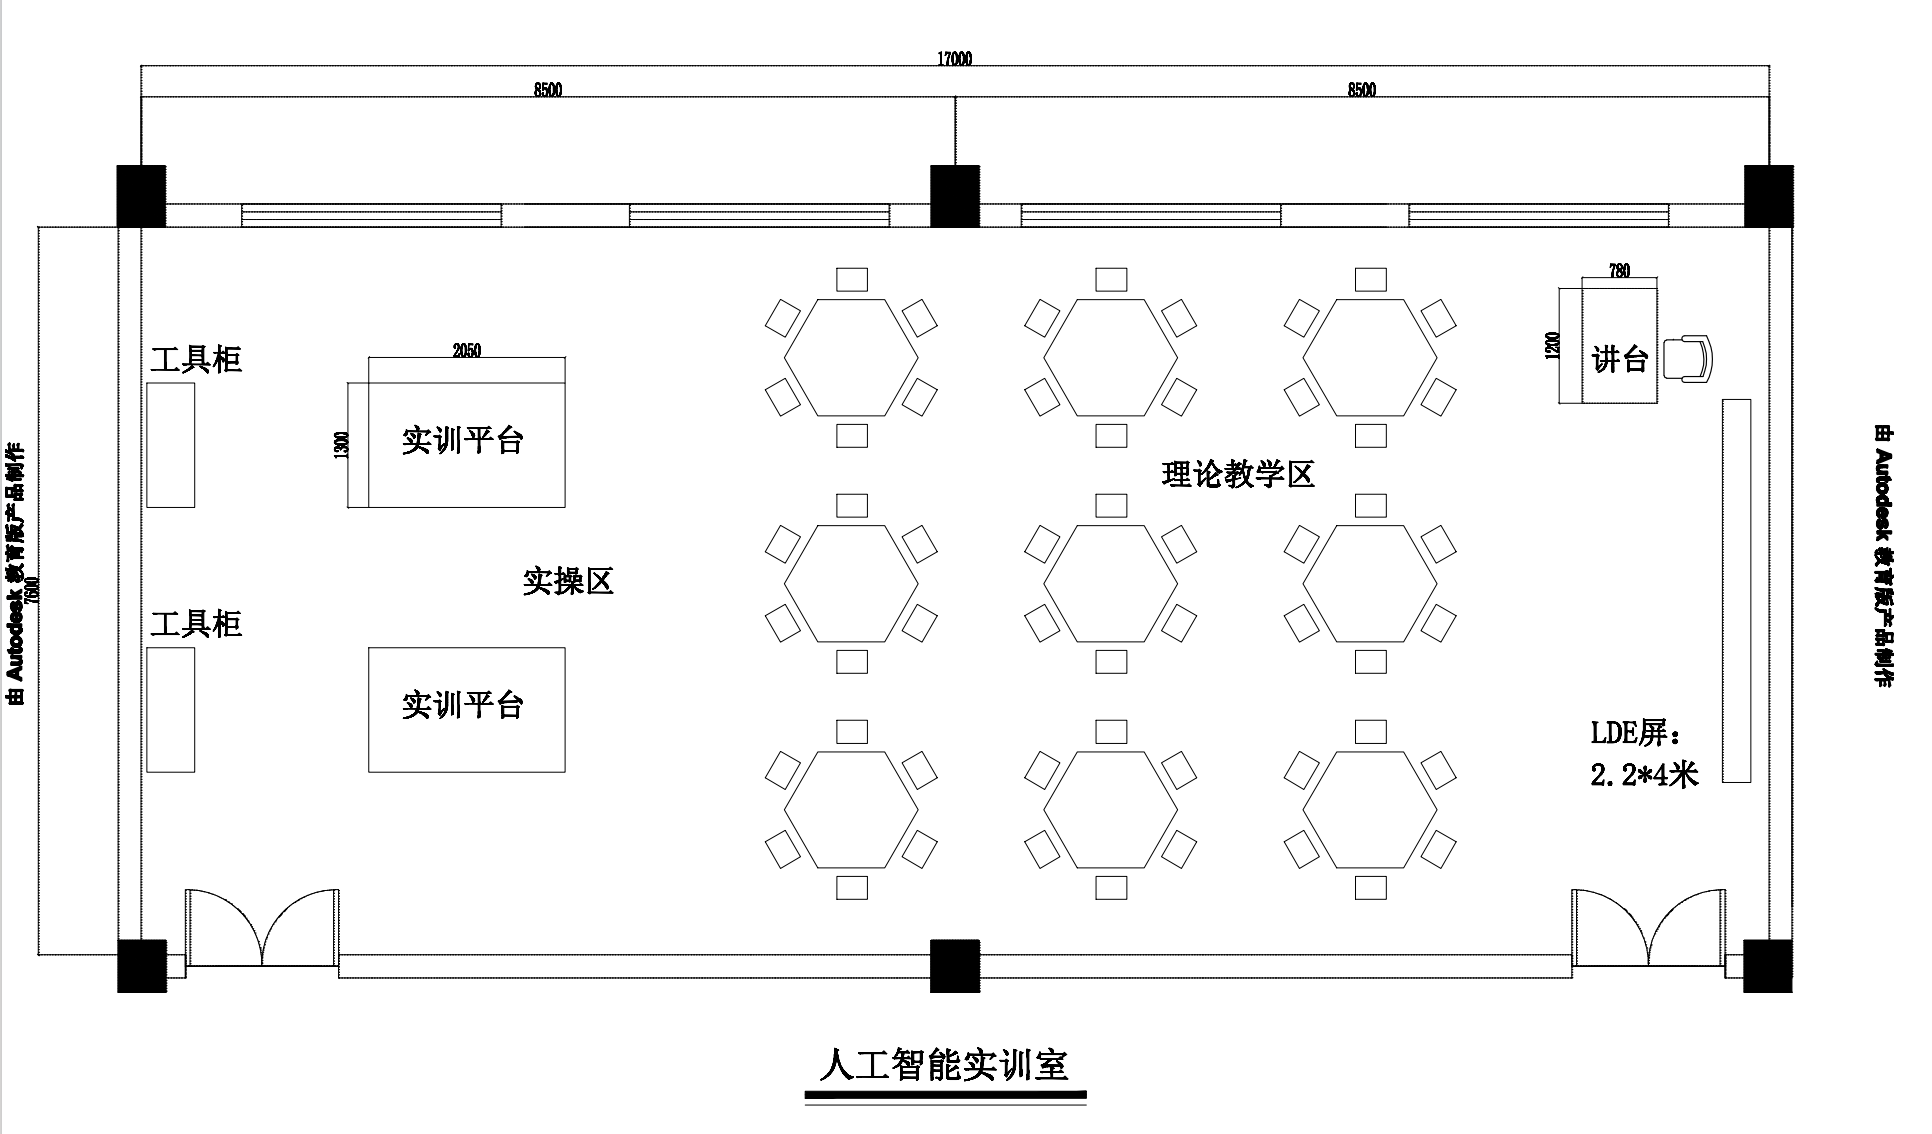 17000
8500
8500
780
1200
讲台
工具柜
2050
1300
实训平台
理论教学区
实操区
工具柜
实训平台
LDE屏：
2.2*4米
7600
由 Autodesk 教育版产品制作
由 Autodesk 教育版产品制作
人工智能实训室